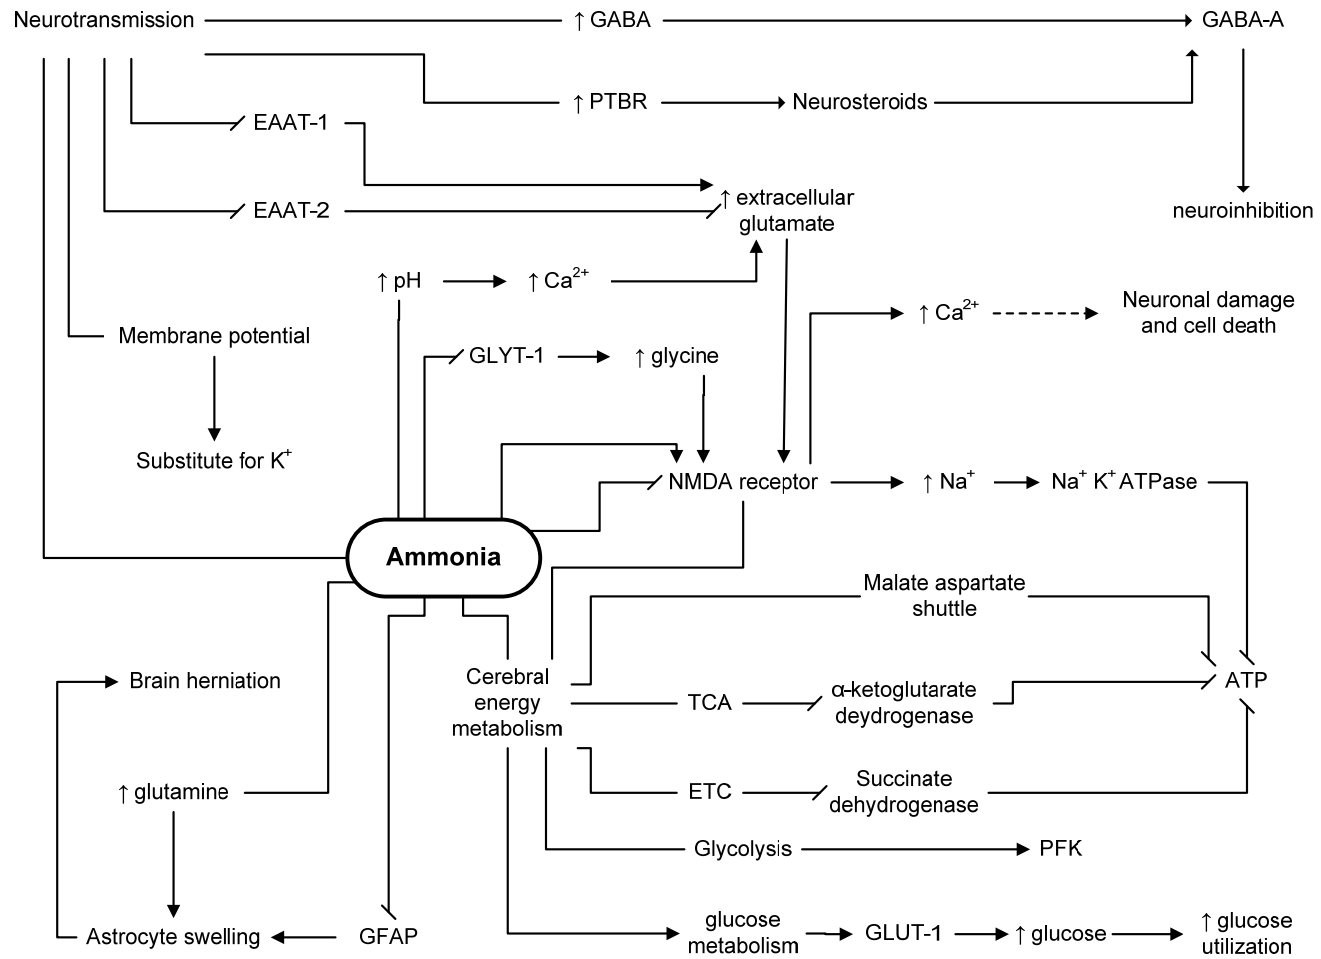 Neurotransmission
↑ GABA
GABA-A
↑ PTBR
Neurosteroids
EAAT-1
EAAT-2
↑ extracellular
glutamate
neuroinhibition
↑ pH
↑ Ca2+
↑ Ca2+
Neuronal damage
and cell death
Membrane potential
GLYT-1
↑ glycine
Substitute for K+
NMDA receptor
↑ Na+
Na+ K+ ATPase
Ammonia
Malate aspartate
shuttle
Brain herniation
Cerebral
energy
metabolism
TCA
α-ketoglutarate
deydrogenase
ATP
↑ glutamine
ETC
Succinate
dehydrogenase
Glycolysis
PFK
Astrocyte swelling
GFAP
glucose
metabolism
GLUT-1
↑ glucose
↑ glucose
utilization